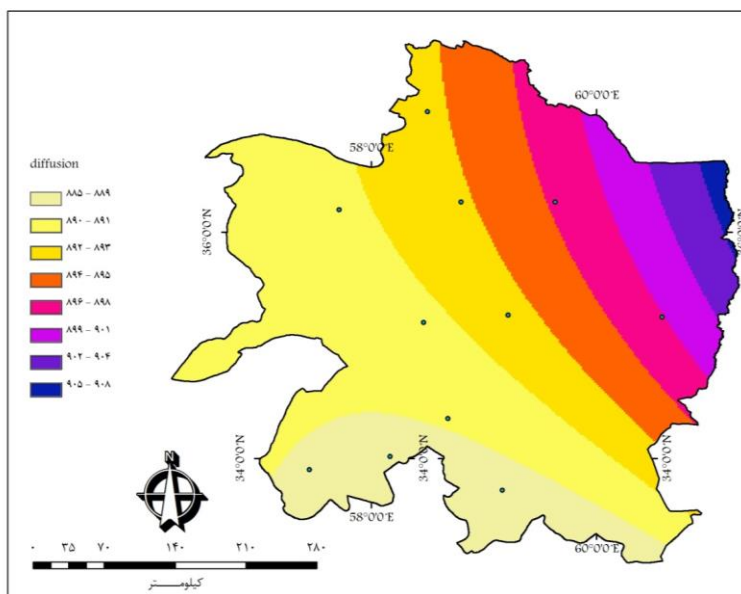 60°0'0"E
58°0'0"E
diffusion
۸۸۵ – ۸۸۹
۸۹۰ – ۸۹۱
۸۹۲ – ۸۹۳
۸۹۴ – ۸۹۵
۸۹۶ – ۸۹۸
۸۹۹ – ۹۰۱
۹۰۲ – ۹۰۴
۹۰۵ – ۹۰۸
36°0'0"N
34°0'0"N
34°0'0"N
34°0'0"N
N
58°0'0"E
60°0'0"E
۰ ۳۵ ۷۰ ۱۴۰ ۲۱۰ ۲۸۰
کیلومتر